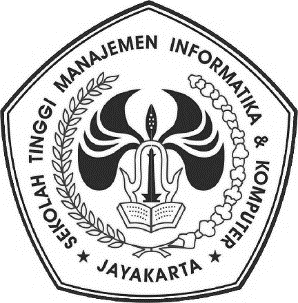 SEKOLAH TINGGI MANAJEMEN INFORMATIKA & KOMPUTER
★ JAYAKARTA ★